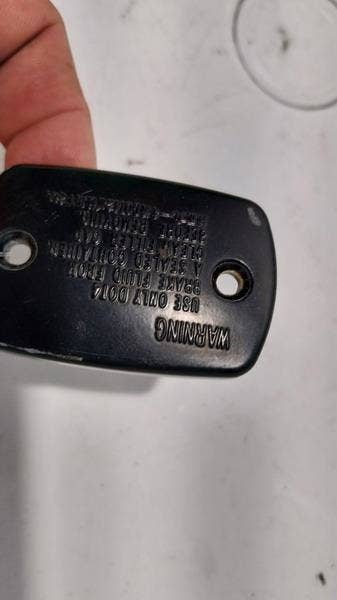 WARNING
USE ONLY DOT4
BRAKE FLUID FROM
A SEALED CONTAINER.
CLEAN FILLER CAP
BEFORE REMOVING